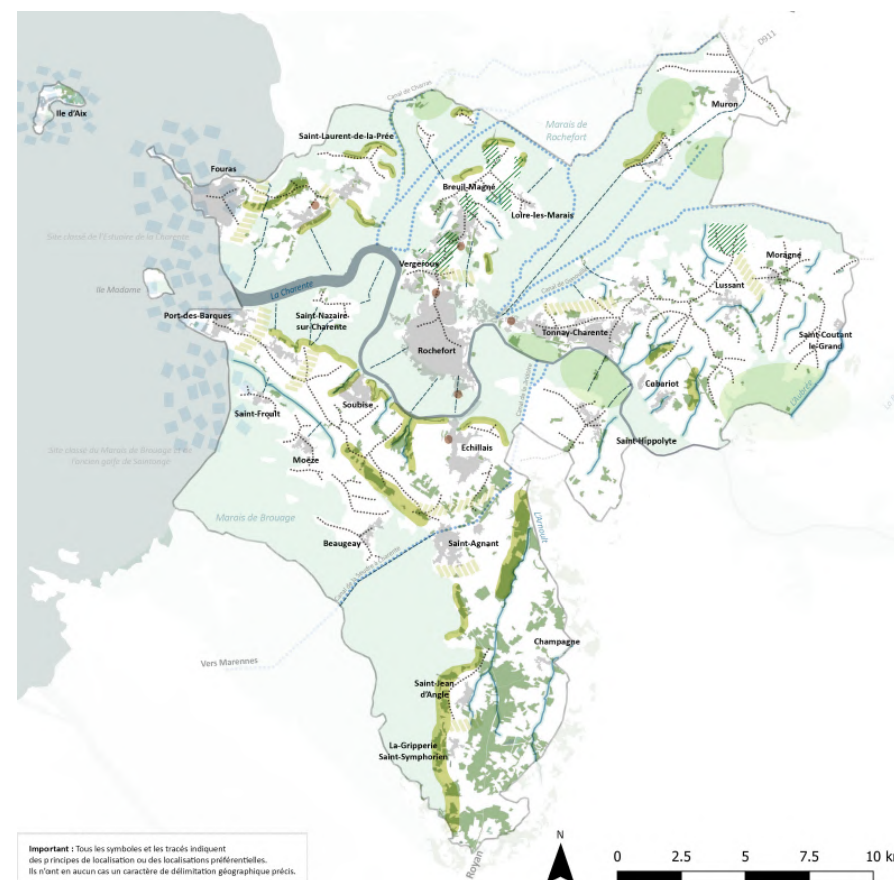 D911
Canal de Charras
Muron
Ile d'Aix
Marais de
Rochefort
Saint-Laurent-de-la-Prée
Fouras
Breuil-Magné
Loire-les-Marais
Site classé de l'Estuaire de la Charente
Vergeroux
Moragne
Lussant
Ile Madame
La Charente
Port-des-Barques
Saint-Nazaire
sur-Charente
Tonnay-Charente
Saint-Coutant
le-Grand
Rochefort
Cabariot
Soubise
Saint-Froult
Saint-Hippolyte
Echillais
Site classé du Marais de Brouage et de
l'ancien golfe de Saintonge
Moëze
L'Arnoult
Marais de Brouage
Beaugeay
Saint-Agnant
Champagne
Vers Marennes
Saint-Jean
d'Angle
La-Gripperie
Saint-Symphorien
Important : Tous les symboles et les tracés indiquent
des principes de localisation ou des localisations préférentielles.
Ils n'ont en aucun cas un caractère de délimitation géographique précis.
Royan
N
0 2.5 5 7.5 10 km